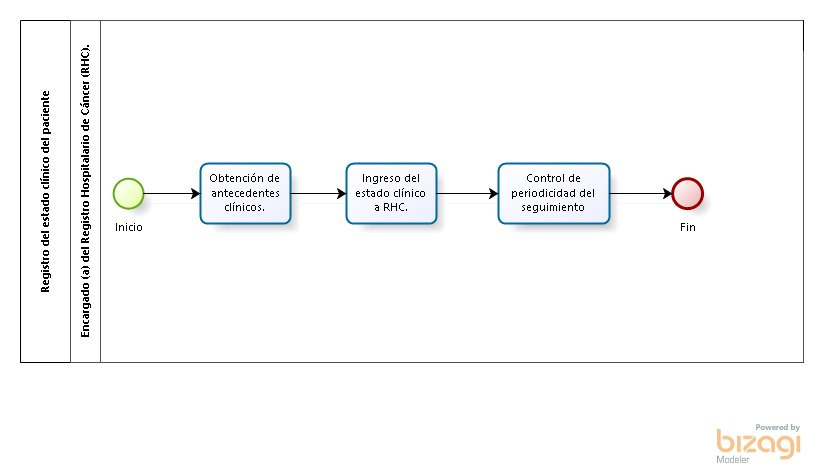 Registro del estado clínico del paciente
Encargado (a) del Registro Hospitalario de Cáncer (RHC).
Inicio
Obtención de
antecedentes
clínicos.
Ingreso del
estado clínico
a RHC.
Control de
periodicidad del
seguimiento
Fin
Powered by
bizagi
Modeler